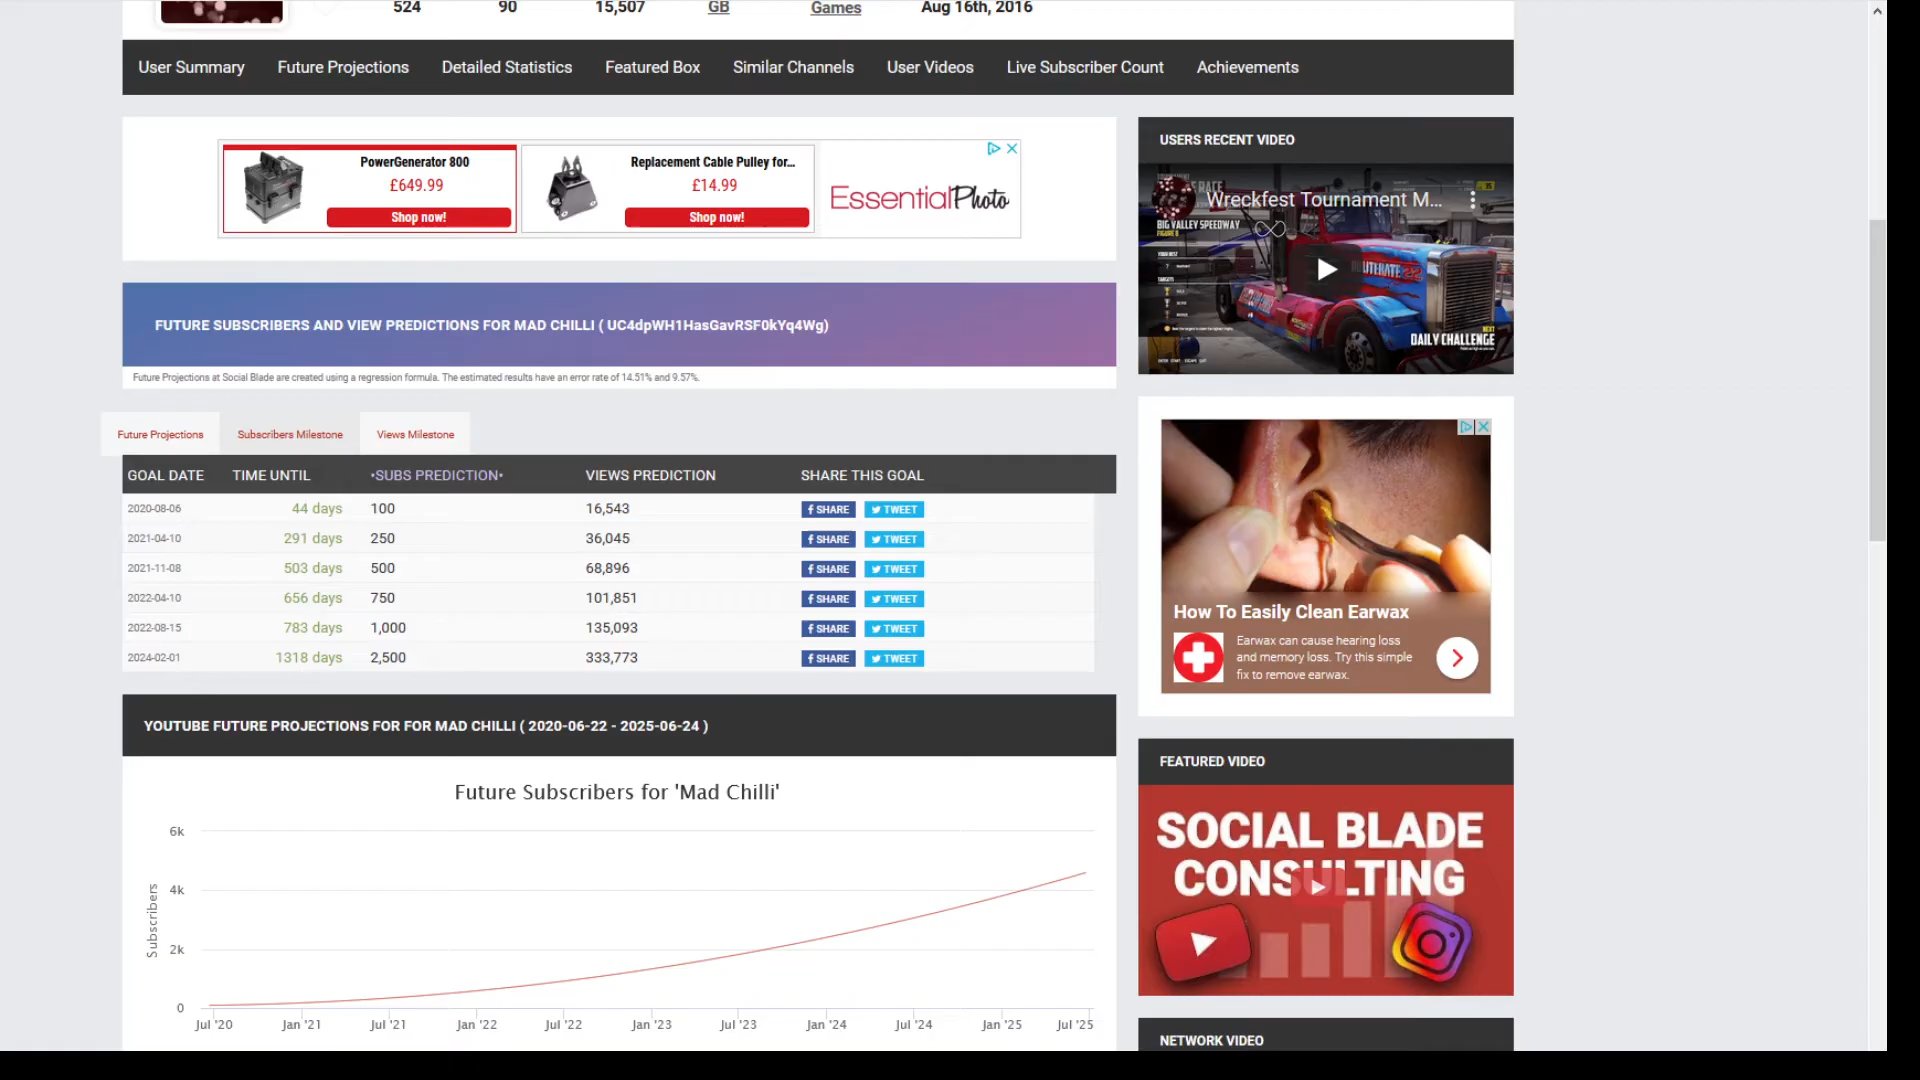 524 90 15,507 GB Games Aug 16th, 2016
User Summary Future Projections Detailed Statistics Featured Box Similar Channels User Videos Live Subscriber Count Achievements
PowerGenerator 800
£649.99
Shop now!
Replacement Cable Pulley for...
£14.99
Shop now!
EssentialPhoto
FUTURE SUBSCRIBERS AND VIEW PREDICTIONS FOR MAD CHILLI ( UC4dpWH1HasGavRSF0kYq4Wg)
Future Projections at Social Blade are created using a regression formula. The estimated results have an error rate of 14.51% and 9.57%.
Future Projections Subscribers Milestone Views Milestone
GOAL DATE TIME UNTIL •SUBS PREDICTION• VIEWS PREDICTION SHARE THIS GOAL
2020-08-06 44 days 100 16,543 SHARE TWEET
2021-04-10 291 days 250 36,045 SHARE TWEET
2021-11-08 503 days 500 68,896 SHARE TWEET
2022-04-10 656 days 750 101,851 SHARE TWEET
2022-08-15 783 days 1,000 135,093 SHARE TWEET
2024-02-01 1318 days 2,500 333,773 SHARE TWEET
YOUTUBE FUTURE PROJECTIONS FOR FOR MAD CHILLI ( 2020-06-22 - 2025-06-24 )
Future Subscribers for 'Mad Chilli'
Subscribers
6k
4k
2k
0
Jul '20 Jan '21 Jul '21 Jan '22 Jul '22 Jan '23 Jul '23 Jan '24 Jul '24 Jan '25 Jul '25
USERS RECENT VIDEO
Wreckfest Tournament M...
BIG VALLEY SPEEDWAY
FIGURE 8
NEXT
DAILY CHALLENGE
How To Easily Clean Earwax
Earwax can cause hearing loss
and memory loss. Try this simple
fix to remove earwax.
FEATURED VIDEO
SOCIAL BLADE
CONSULTING
NETWORK VIDEO